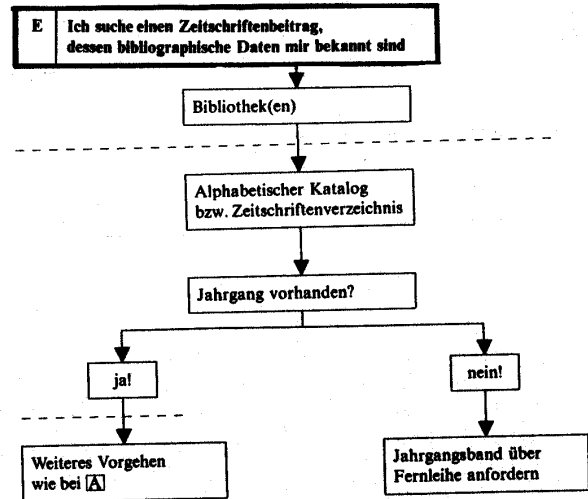 E Ich suche einen Zeitschriftenbeitrag,
dessen bibliographische Daten mir bekannt sind
Bibliothek(en)
Alphabetischer Katalog
bzw. Zeitschriftenverzeichnis
Jahrgang vorhanden?
ja!
nein!
Weiteres Vorgehen
wie bei A
Jahrgangsband über
Fernleihe anfordern